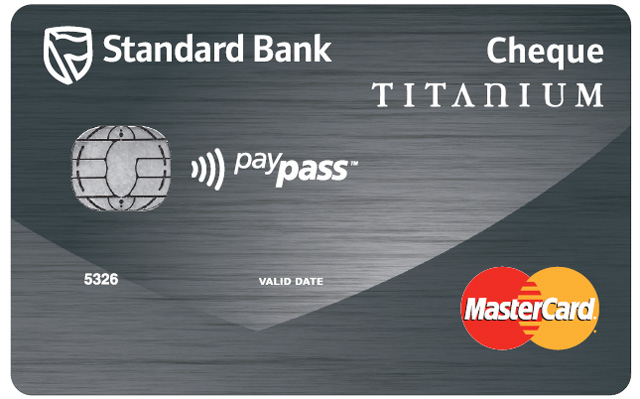 Standard Bank
Cheque
TITANIUM
paypass™
5326
VALID DATE
MasterCard